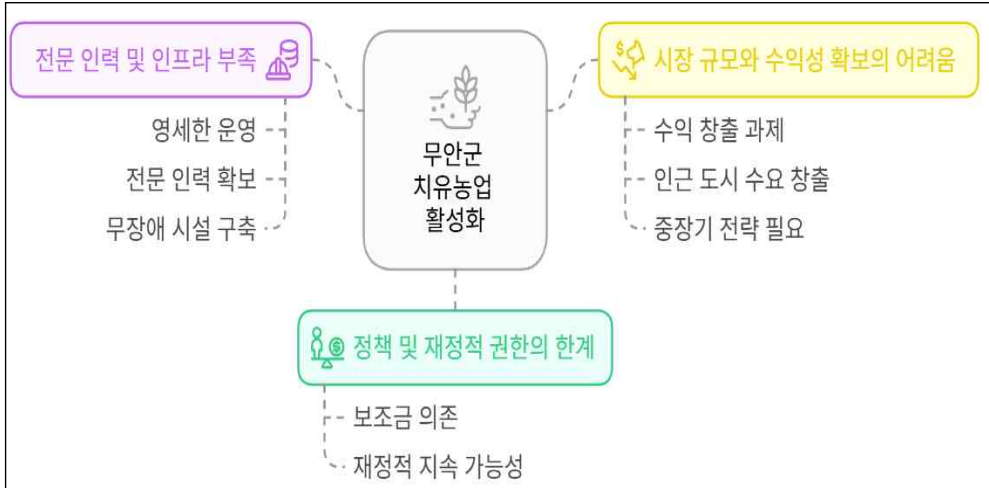 전문 인력 및 인프라 부족
영세한 운영
전문 인력 확보
무장애 시설 구축
무안군
치유농업
활성화
시장 규모와 수익성 확보의 어려움
수익 창출 과제
인근 도시 수요 창출
중장기 전략 필요
정책 및 재정적 권한의 한계
보조금 의존
재정적 지속 가능성